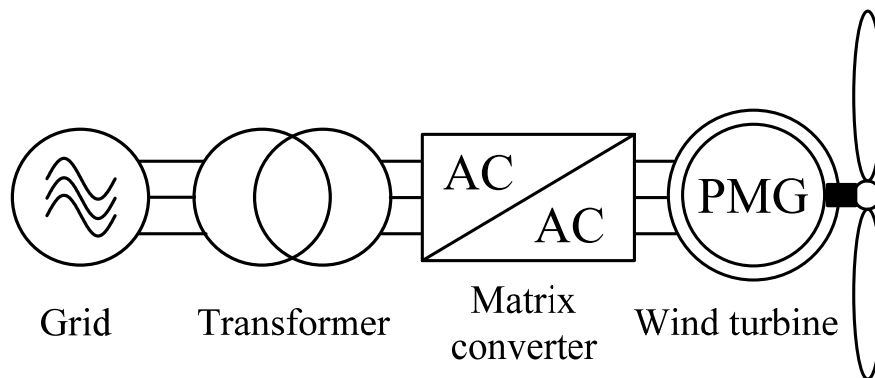 AC
AC
PMG
Grid
Transformer
Matrix
converter
Wind turbine